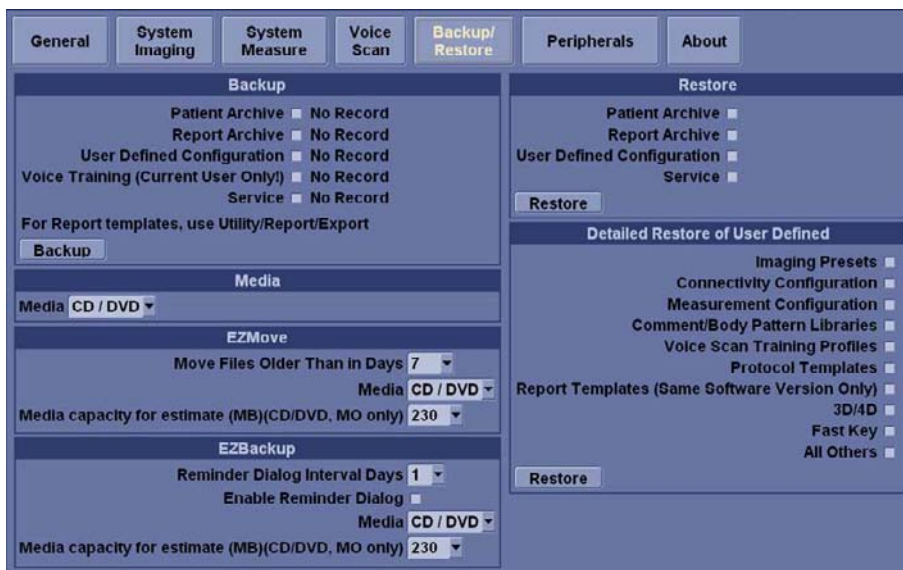 General
System Imaging
System Measure
Voice Scan
Backup/ Restore
Peripherals
About
Backup
Patient Archive No Record
Report Archive No Record
User Defined Configuration No Record
Voice Training (Current User Only!) No Record
Service No Record
For Report templates, use Utility/Report/Export
Backup
Media
Media CD / DVD
EZMove
Move Files Older Than in Days 7
Media CD / DVD
Media capacity for estimate (MB)(CD/DVD, MO only) 230
EZBackup
Reminder Dialog Interval Days 1
Enable Reminder Dialog
Media CD / DVD
Media capacity for estimate (MB)(CD/DVD, MO only) 230
Restore
Patient Archive
Report Archive
User Defined Configuration
Service
Restore
Detailed Restore of User Defined
Imaging Presets
Connectivity Configuration
Measurement Configuration
Comment/Body Pattern Libraries
Voice Scan Training Profiles
Protocol Templates
Report Templates (Same Software Version Only)
3D/4D
Fast Key
All Others
Restore